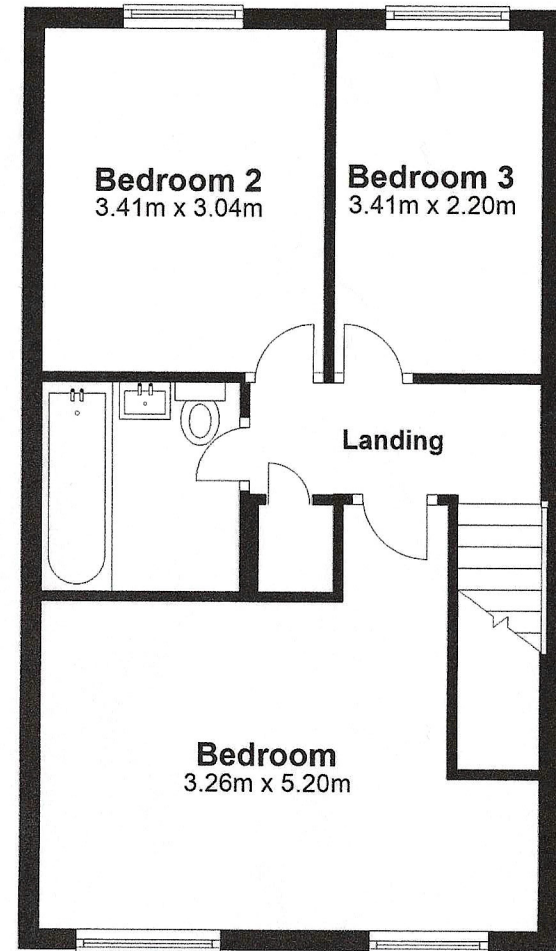 Bedroom 2
3.41m x 3.04m
Bedroom 3
3.41m x 2.20m
Landing
Bedroom
3.26m x 5.20m